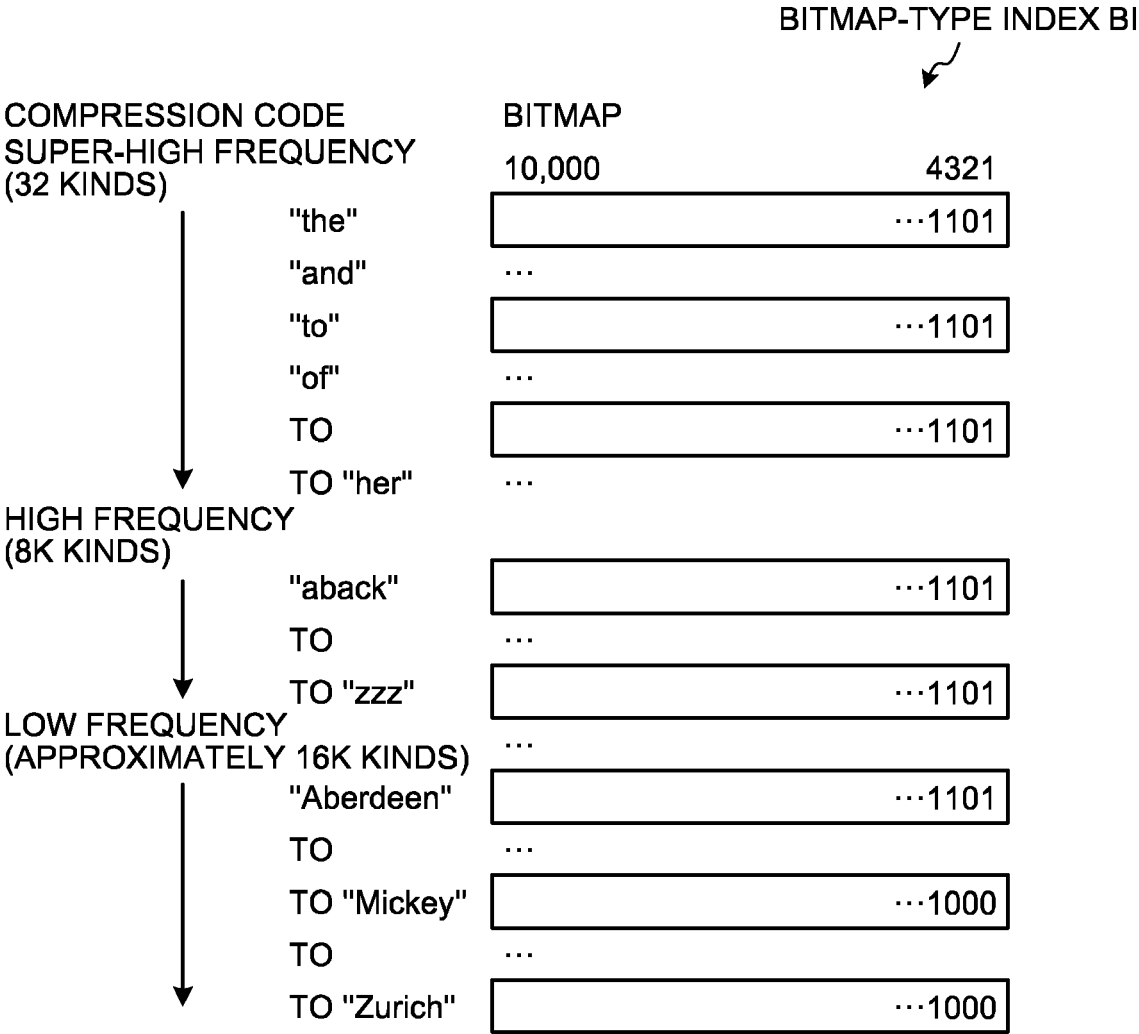 BITMAP-TYPE INDEX BI
COMPRESSION CODE BITMAP
SUPER-HIGH FREQUENCY
(32 KINDS) 10,000 4321
"the" ···1101
"and" ···
"to" ···1101
"of" ···
TO ···1101
TO "her" ···
HIGH FREQUENCY
(8K KINDS)
"aback" ···1101
TO ···
TO "zzz" ···1101
LOW FREQUENCY
(APPROXIMATELY 16K KINDS) ···
"Aberdeen" ···1101
TO ···
TO "Mickey" ···1000
TO ···
TO "Zurich" ···1000